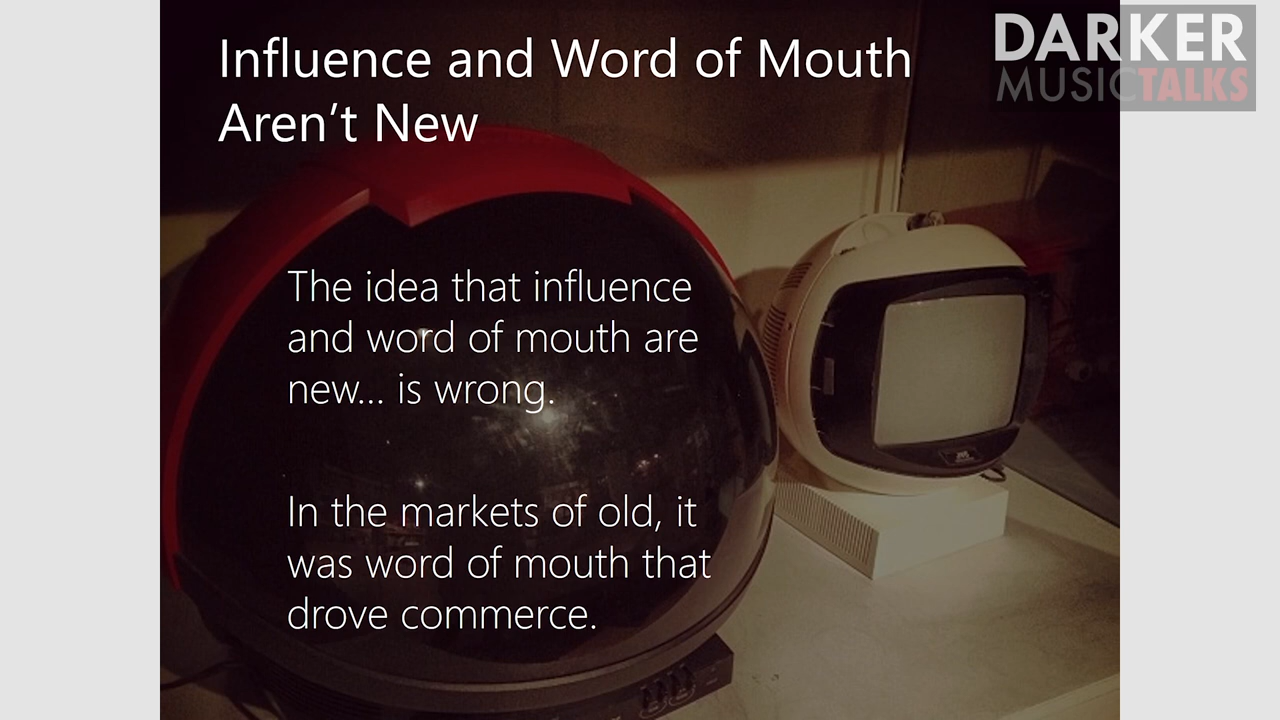 Influence and Word of Mouth
Aren’t New
DARKER
MUSICTALKS
The idea that influence
and word of mouth are
new... is wrong.
In the markets of old, it
was word of mouth that
drove commerce.